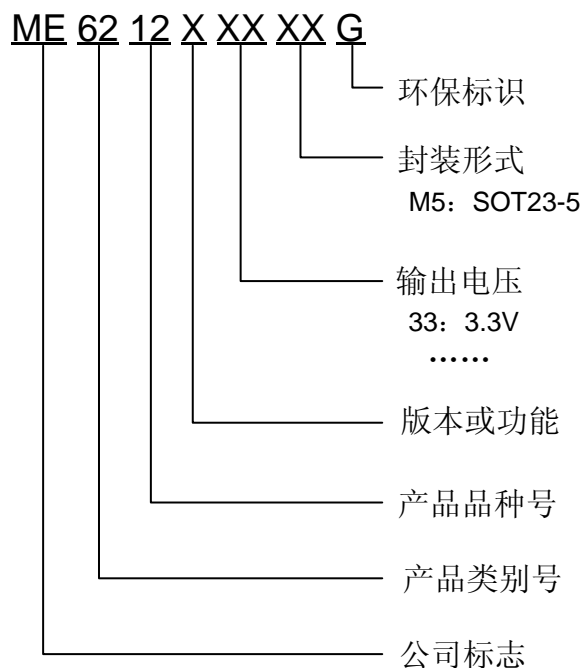 ME 62 12 X XX XX G
环保标识
封装形式
M5：SOT23-5
输出电压
33：3.3V
……
版本或功能
产品品种号
产品类别号
公司标志